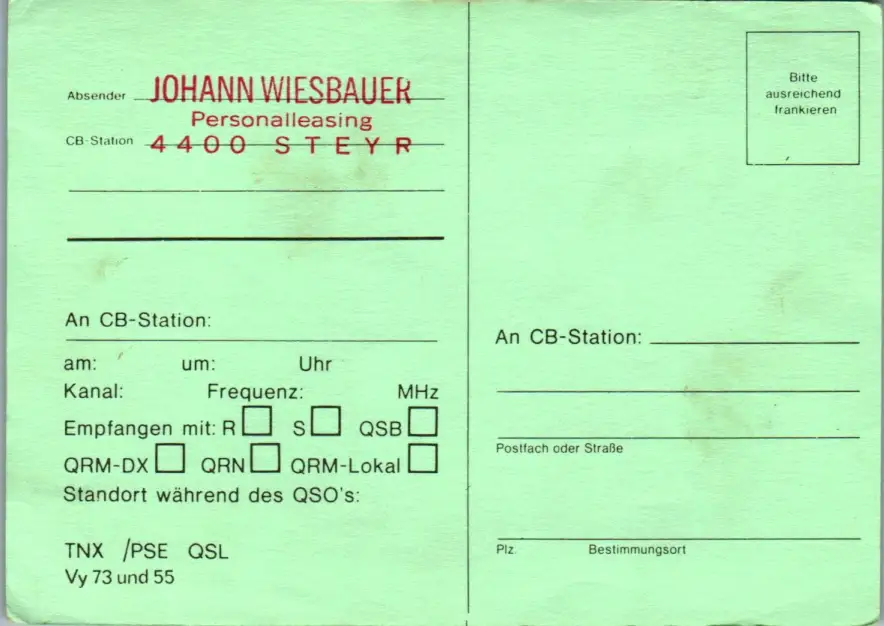 Absender JOHANN WIESBAUER
Personalleasing
CB-Station 4400 STEYR
An CB-Station:
am: um: Uhr
Kanal: Frequenz: MHz
Empfangen mit: R S QSB
QRM-DX QRN QRM-Lokal
Standort während des QSO's:
TNX /PSE QSL
Vy 73 und 55
Bitte
ausreichend
frankieren
An CB-Station:
Postfach oder Straße
Plz. Bestimmungsort